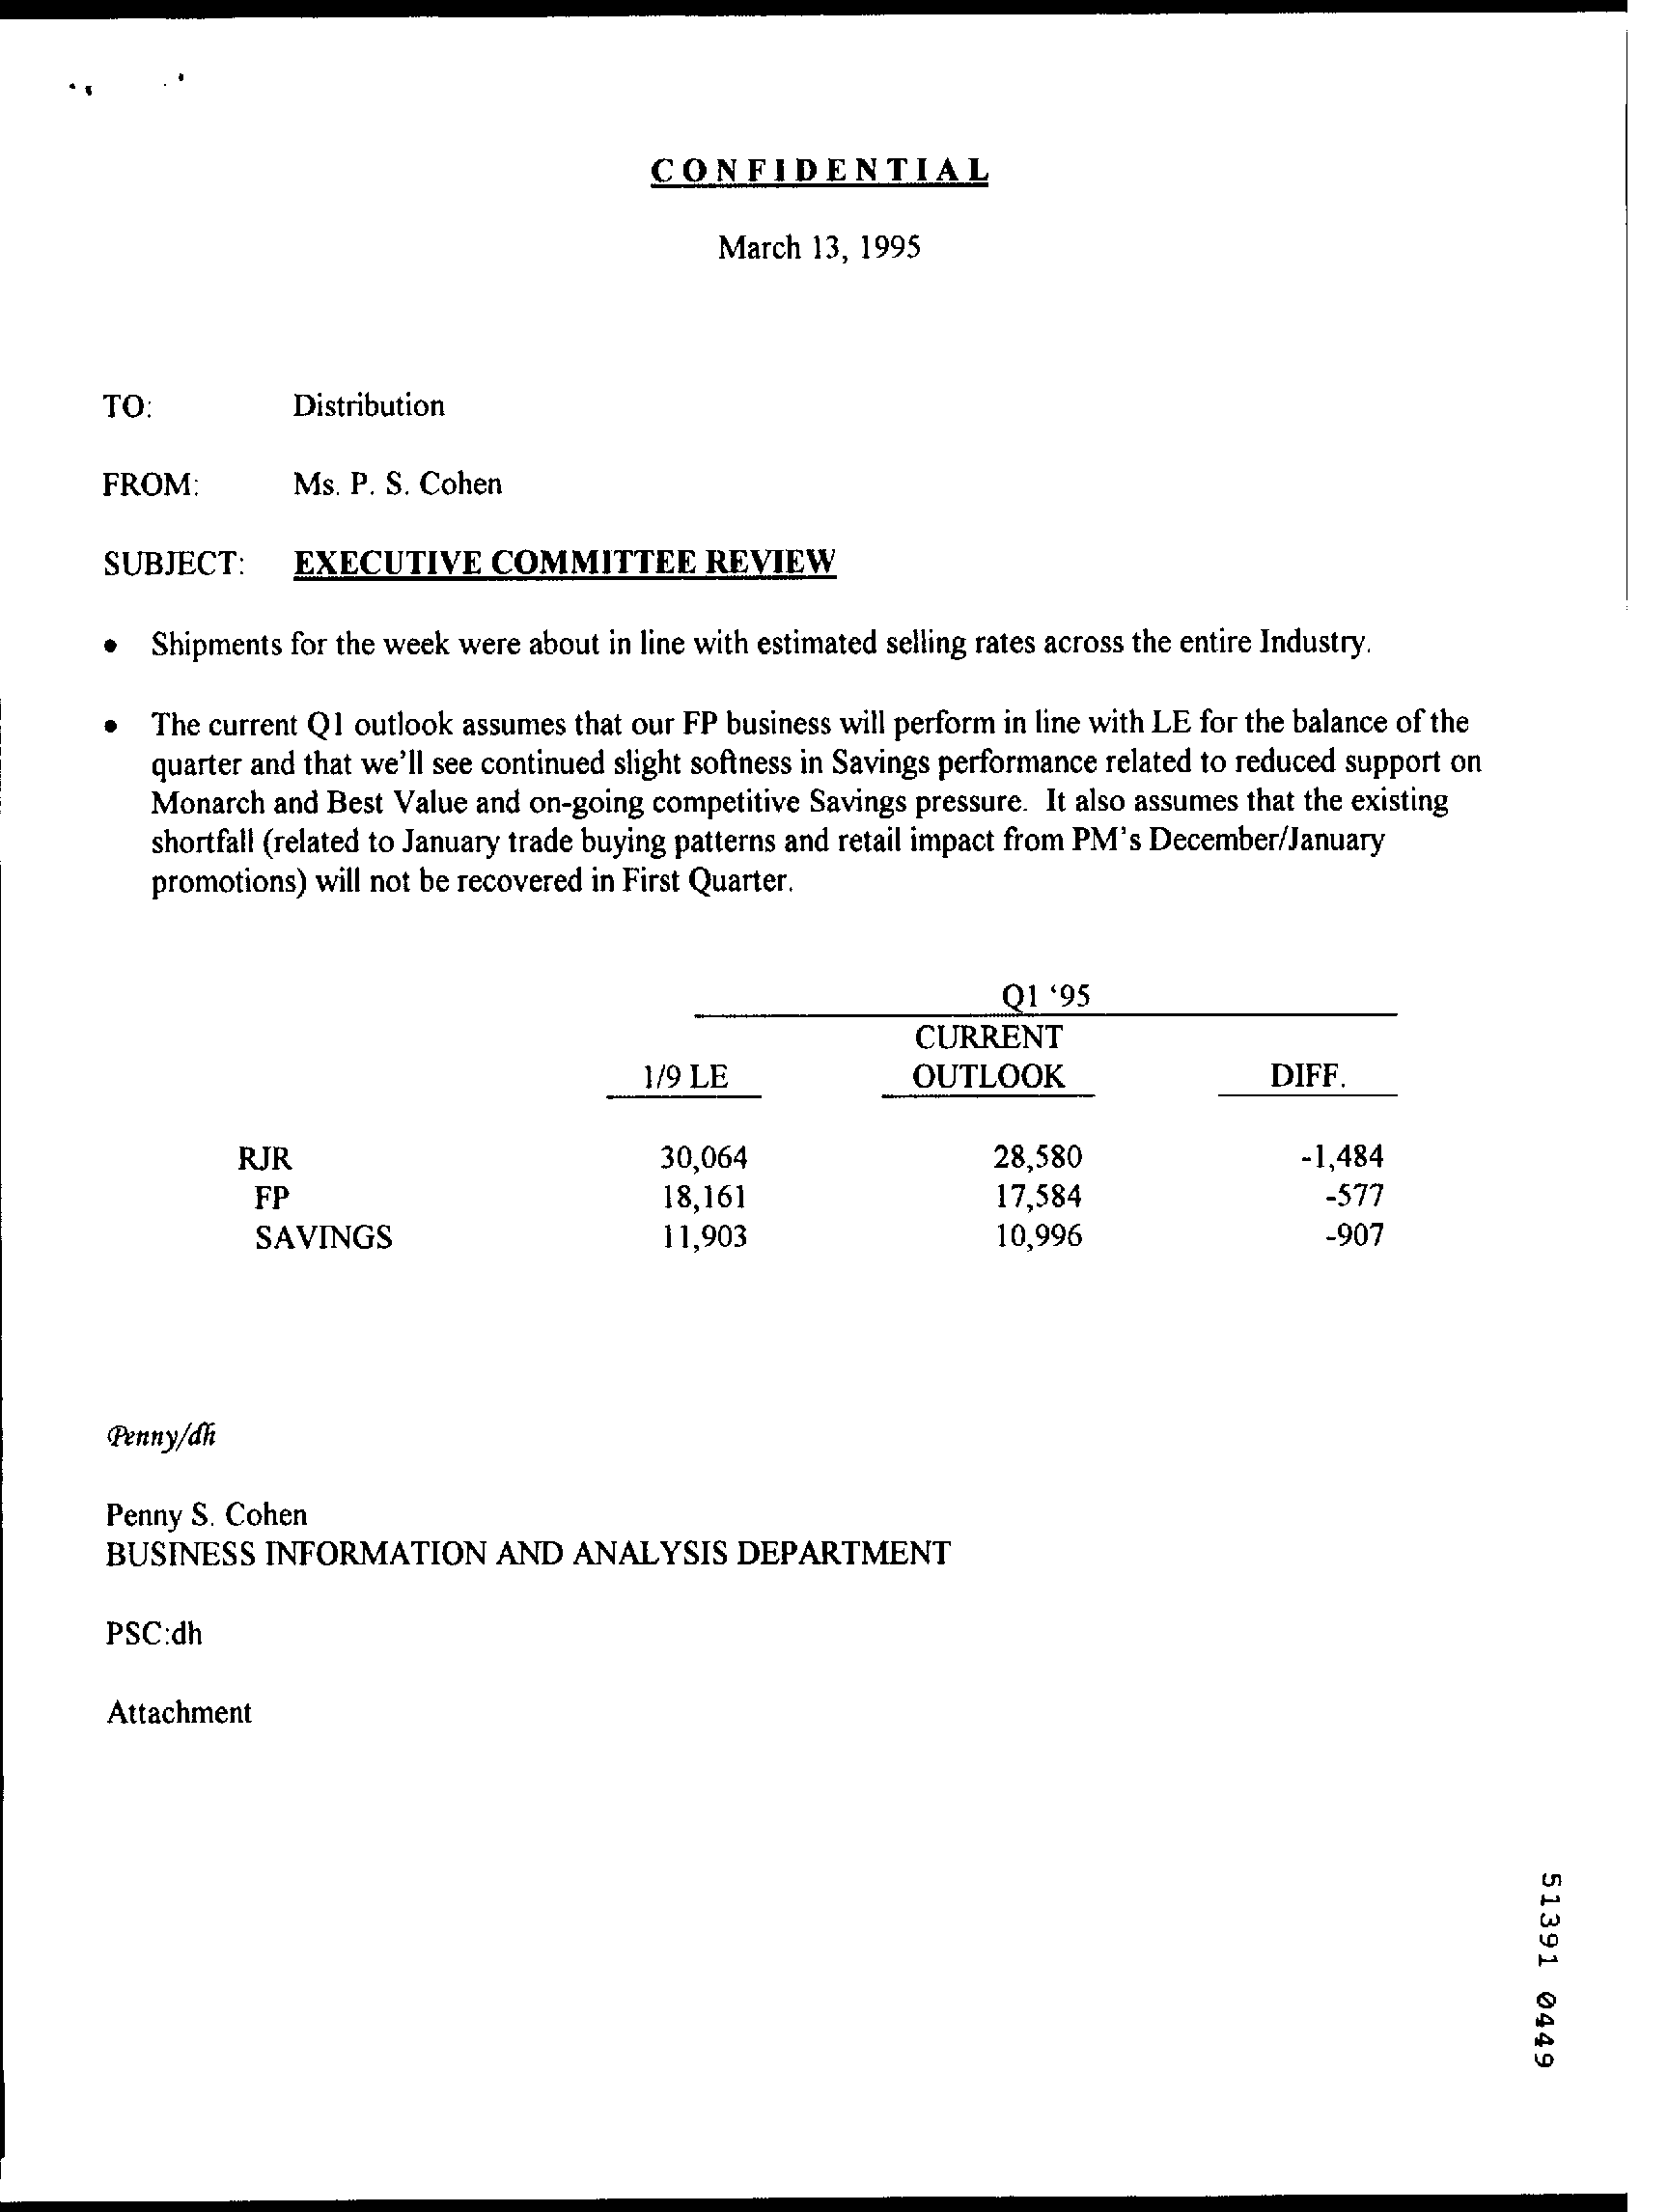 CONFIDENTIAL
March 13, 1995
TO: Distribution
FROM: Ms. P. S. Cohen
SUBJECT: EXECUTIVE COMMITTEE REVIEW
• Shipments for the week were about in line with estimated selling rates across the entire Industry.
• The current Q1 outlook assumes that our FP business will perform in line with LE for the balance of the
quarter and that we'll see continued slight softness in Savings performance related to reduced support on
Monarch and Best Value and on-going competitive Savings pressure. It also assumes that the existing
shortfall (related to January trade buying patterns and retail impact from PM's December/January
promotions) will not be recovered in First Quarter.
Q1 ‘95
CURRENT
1/9 LE OUTLOOK DIFF.
RJR 30,064 28,580 -1,484
FP 18,161 17,584 -577
SAVINGS 11,903 10,996 -907
Penny/dh
Penny S. Cohen
BUSINESS INFORMATION AND ANALYSIS DEPARTMENT
PSC:dh
Attachment
51391 0449